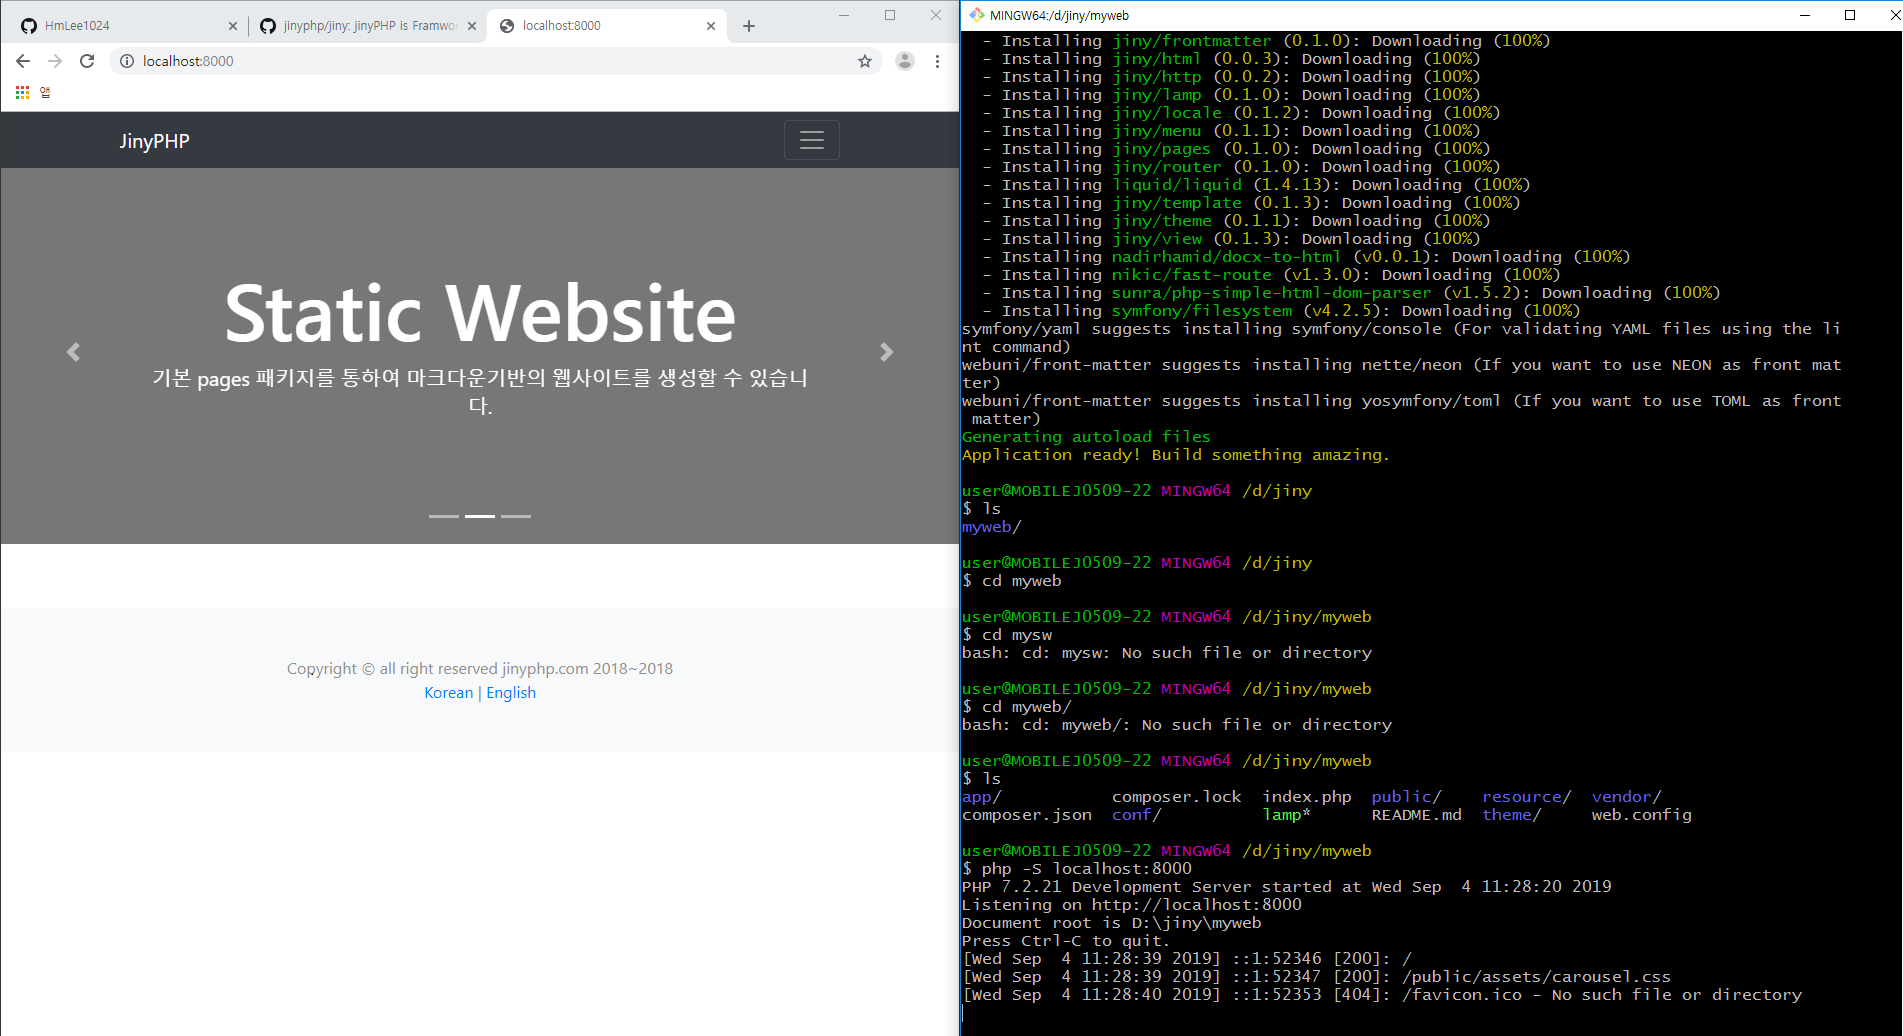 HmLee1024
jinyphp/jiny: jinyPHP is Framwor
localhost:8000
localhost:8000
앱
JinyPHP
Static Website
기본 pages 패키지를 통하여 마크다운기반의 웹사이트를 생성할 수 있습니
다.
Copyright © all right reserved jinyphp.com 2018~2018
Korean | English
MINGW64:/d/jiny/myweb
- Installing jiny/frontmatter (0.1.0): Downloading (100%)
- Installing jiny/html (0.0.3): Downloading (100%)
- Installing jiny/http (0.0.2): Downloading (100%)
- Installing jiny/lamp (0.1.0): Downloading (100%)
- Installing jiny/locale (0.1.2): Downloading (100%)
- Installing jiny/menu (0.1.1): Downloading (100%)
- Installing jiny/pages (0.1.0): Downloading (100%)
- Installing jiny/router (0.1.0): Downloading (100%)
- Installing liquid/liquid (1.4.13): Downloading (100%)
- Installing jiny/template (0.1.3): Downloading (100%)
- Installing jiny/theme (0.1.1): Downloading (100%)
- Installing jiny/view (0.1.3): Downloading (100%)
- Installing nadirhamid/docx-to-html (v0.0.1): Downloading (100%)
- Installing nikic/fast-route (v1.3.0): Downloading (100%)
- Installing sunra/php-simple-html-dom-parser (v1.5.2): Downloading (100%)
- Installing symfony/filesystem (v4.2.5): Downloading (100%)
symfony/yaml suggests installing symfony/console (For validating YAML files using the li
nt command)
webuni/front-matter suggests installing nette/neon (If you want to use NEON as front mat
ter)
webuni/front-matter suggests installing yosymfony/toml (If you want to use TOML as front
matter)
Generating autoload files
Application ready! Build something amazing.
user@MOBILEJ0509-22 MINGW64 /d/jiny
$ ls
myweb/
user@MOBILEJ0509-22 MINGW64 /d/jiny
$ cd myweb
user@MOBILEJ0509-22 MINGW64 /d/jiny/myweb
$ cd mysw
bash: cd: mysw: No such file or directory
user@MOBILEJ0509-22 MINGW64 /d/jiny/myweb
$ cd myweb/
bash: cd: myweb/: No such file or directory
user@MOBILEJ0509-22 MINGW64 /d/jiny/myweb
$ ls
app/ composer.lock index.php public/ resource/ vendor/
composer.json conf/ lamp* README.md theme/ web.config
user@MOBILEJ0509-22 MINGW64 /d/jiny/myweb
$ php -S localhost:8000
PHP 7.2.21 Development Server started at Wed Sep  4 11:28:20 2019
Listening on http://localhost:8000
Document root is D:\jiny\myweb
Press Ctrl-C to quit.
[Wed Sep  4 11:28:39 2019] ::1:52346 [200]: /
[Wed Sep  4 11:28:39 2019] ::1:52347 [200]: /public/assets/carousel.css
[Wed Sep  4 11:28:40 2019] ::1:52353 [404]: /favicon.ico - No such file or directory